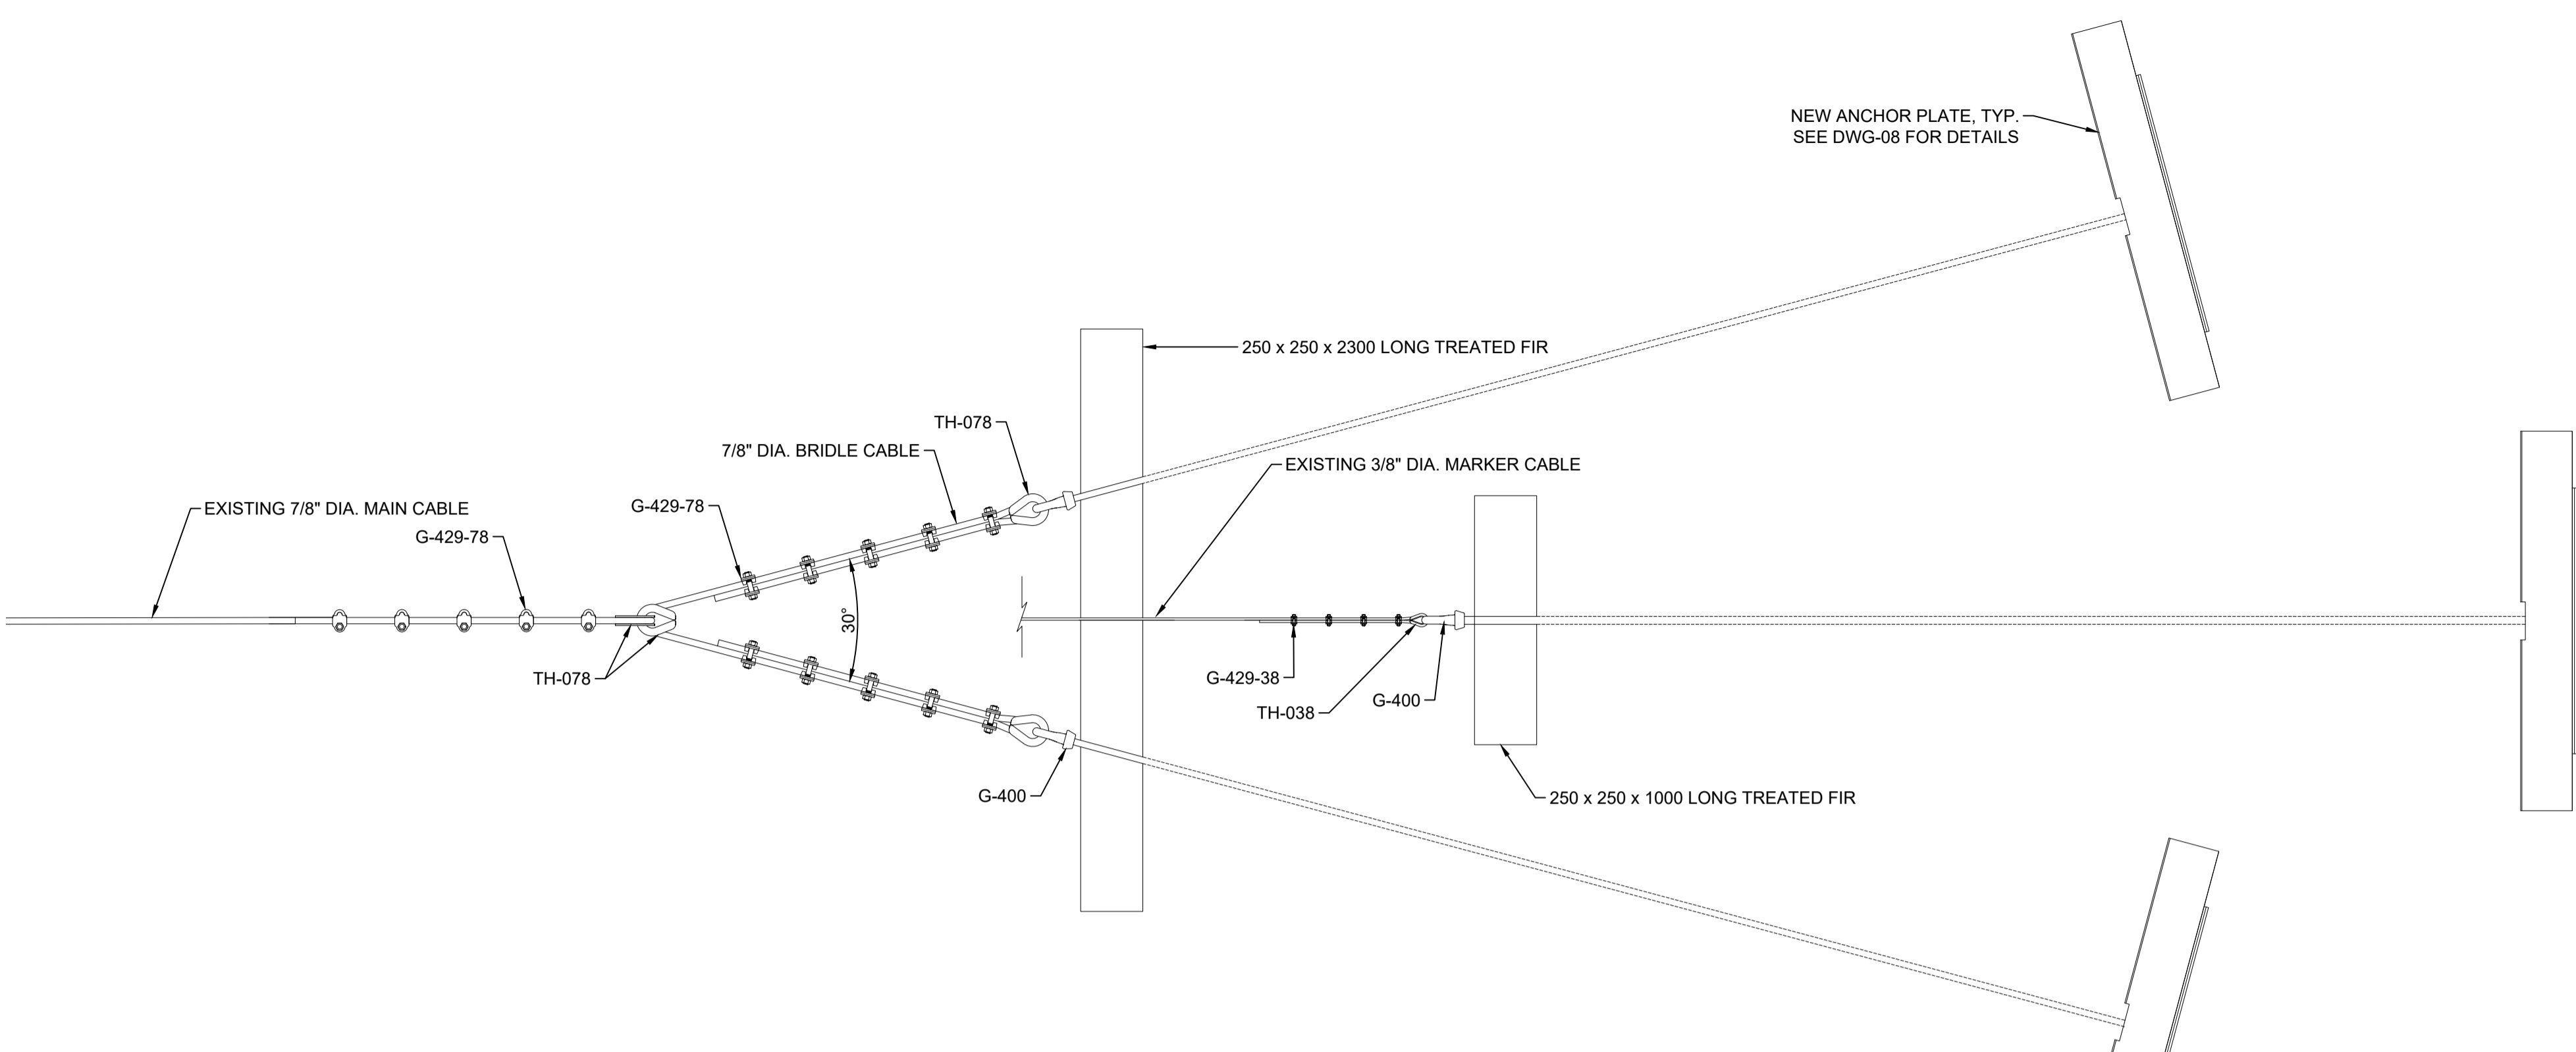 NEW ANCHOR PLATE, TYP.
SEE DWG-08 FOR DETAILS
250 x 250 x 2300 LONG TREATED FIR
TH-078
7/8" DIA. BRIDLE CABLE
EXISTING 3/8" DIA. MARKER CABLE
G-429-78
EXISTING 7/8" DIA. MAIN CABLE
G-429-78
30°
TH-078
G-429-38
G-400
TH-038
G-400
250 x 250 x 1000 LONG TREATED FIR